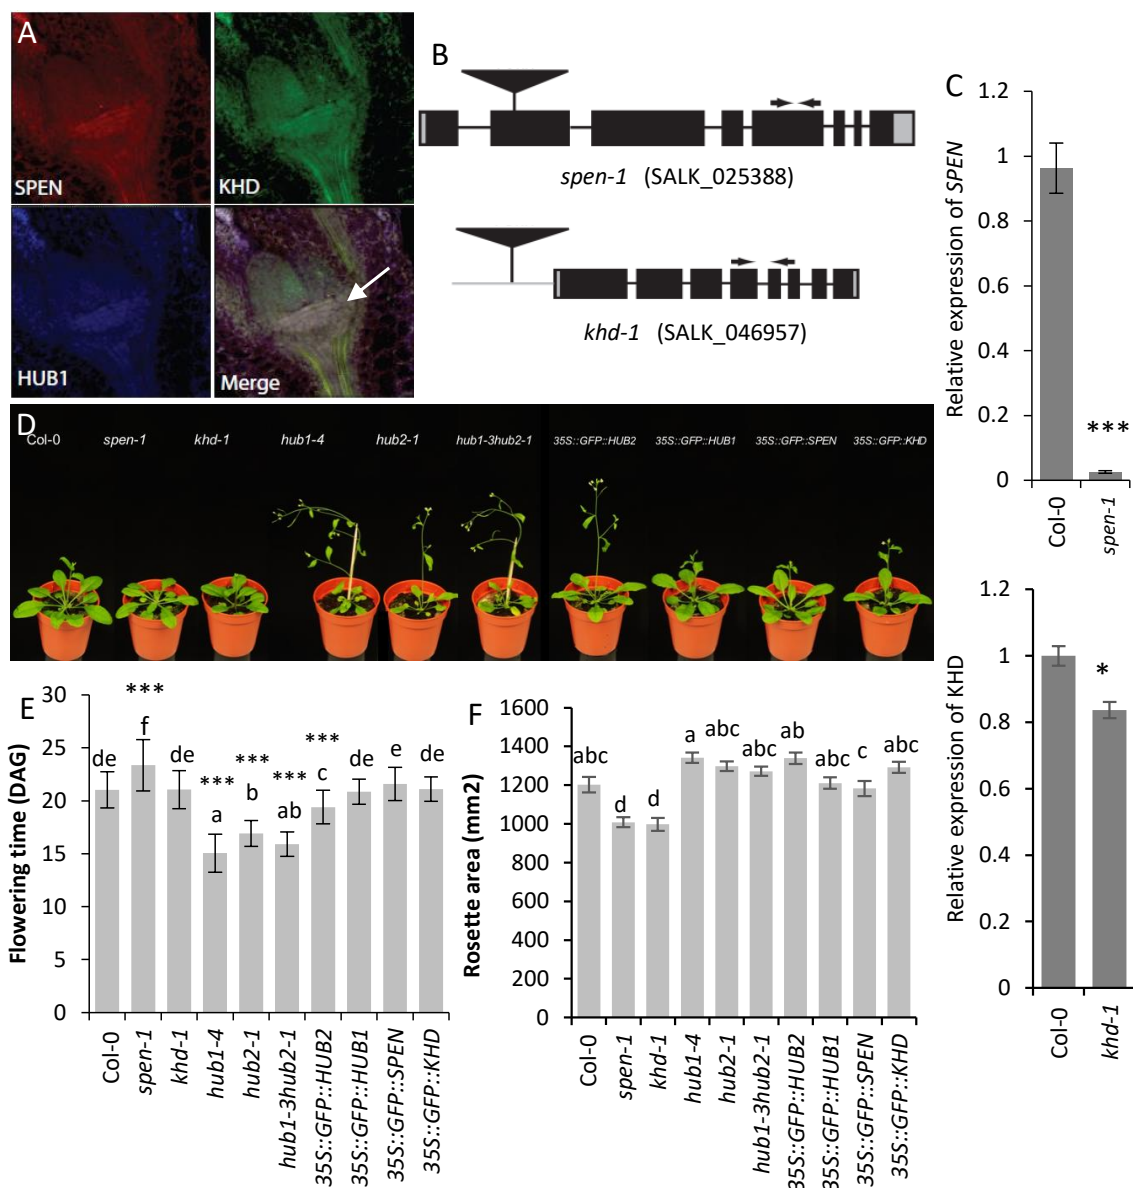 A
SPEN
KHD
HUB1
Merge
B
spen-1 (SALK_025388)
khd-1 (SALK_046957)
C
Relative expression of SPEN
1.2
1
0.8
0.6
0.4
0.2
0
***
Col-0
spen-1
Relative expression of KHD
1.2
1
0.8
0.6
0.4
0.2
0
*
Col-0
khd-1
D
Col-0 spen-1 khd-1 hub1-4 hub2-1 hub1-3hub2-1 35S::GFP::HUB2 35S::GFP::HUB1 35S::GFP::SPEN 35S::GFP::KHD
E
Flowering time (DAG)
30
25
20
15
10
5
0
de
***
f
de
***
a
***
b
***
ab
***
c
de
e
de
Col-0
spen-1
khd-1
hub1-4
hub2-1
hub1-3hub2-1
35S::GFP::HUB2
35S::GFP::HUB1
35S::GFP::SPEN
35S::GFP::KHD
F
Rosette area (mm2)
1600
1400
1200
1000
800
600
400
200
0
abc
d
d
a
abc
abc
ab
abc
c
abc
Col-0
spen-1
khd-1
hub1-4
hub2-1
hub1-3hub2-1
35S::GFP::HUB2
35S::GFP::HUB1
35S::GFP::SPEN
35S::GFP::KHD